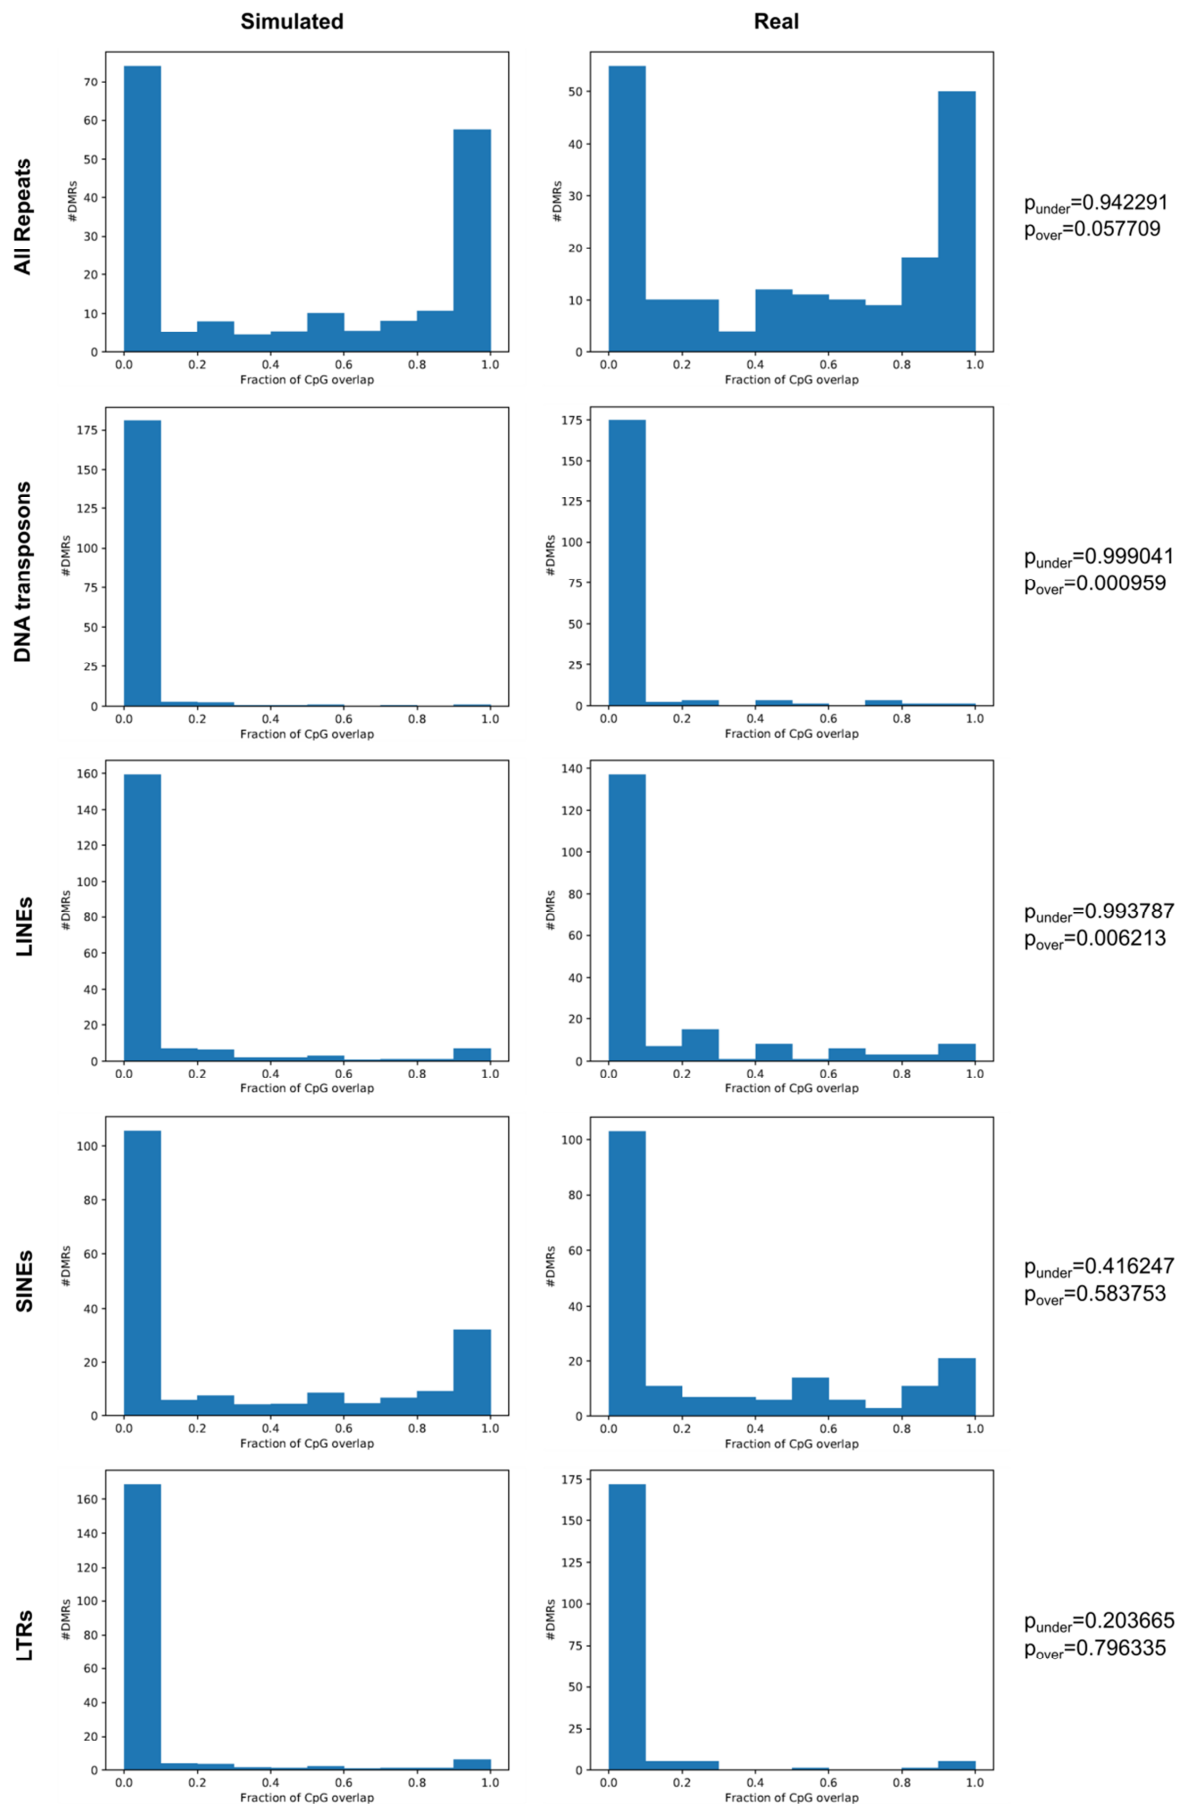 Simulated
Real
All Repeats
#DMRs
70
60
50
40
30
20
10
0
0.0 0.2 0.4 0.6 0.8 1.0
Fraction of CpG overlap
#DMRs
50
40
30
20
10
0
0.0 0.2 0.4 0.6 0.8 1.0
Fraction of CpG overlap
punder=0.942291
pover=0.057709
DNA transposons
#DMRs
175
150
125
100
75
50
25
0
0.0 0.2 0.4 0.6 0.8 1.0
Fraction of CpG overlap
#DMRs
175
150
125
100
75
50
25
0
0.0 0.2 0.4 0.6 0.8 1.0
Fraction of CpG overlap
punder=0.999041
pover=0.000959
LINEs
#DMRs
160
140
120
100
80
60
40
20
0
0.0 0.2 0.4 0.6 0.8 1.0
Fraction of CpG overlap
#DMRs
140
120
100
80
60
40
20
0
0.0 0.2 0.4 0.6 0.8 1.0
Fraction of CpG overlap
punder=0.993787
pover=0.006213
SINEs
#DMRs
100
80
60
40
20
0
0.0 0.2 0.4 0.6 0.8 1.0
Fraction of CpG overlap
#DMRs
100
80
60
40
20
0
0.0 0.2 0.4 0.6 0.8 1.0
Fraction of CpG overlap
punder=0.416247
pover=0.583753
LTRs
#DMRs
160
140
120
100
80
60
40
20
0
0.0 0.2 0.4 0.6 0.8 1.0
Fraction of CpG overlap
#DMRs
175
150
125
100
75
50
25
0
0.0 0.2 0.4 0.6 0.8 1.0
Fraction of CpG overlap
punder=0.203665
pover=0.796335